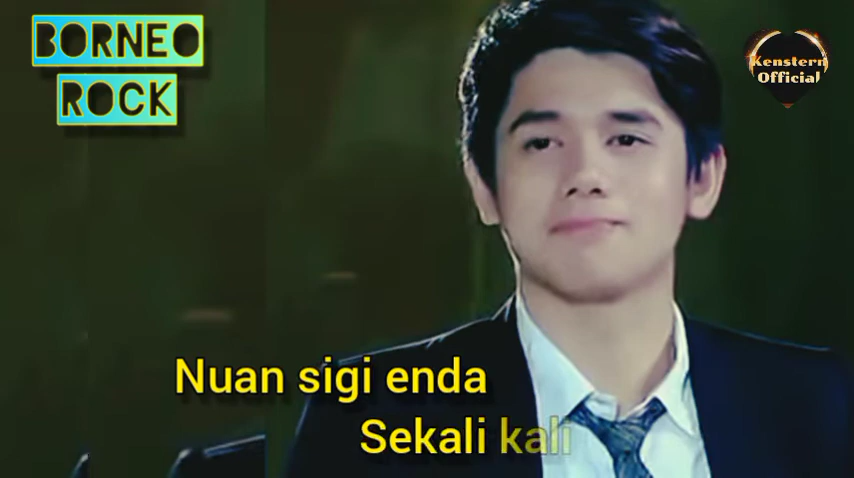 BORNEO
ROCK
Kenstern
Official
Nuan sigi enda
Sekali kali